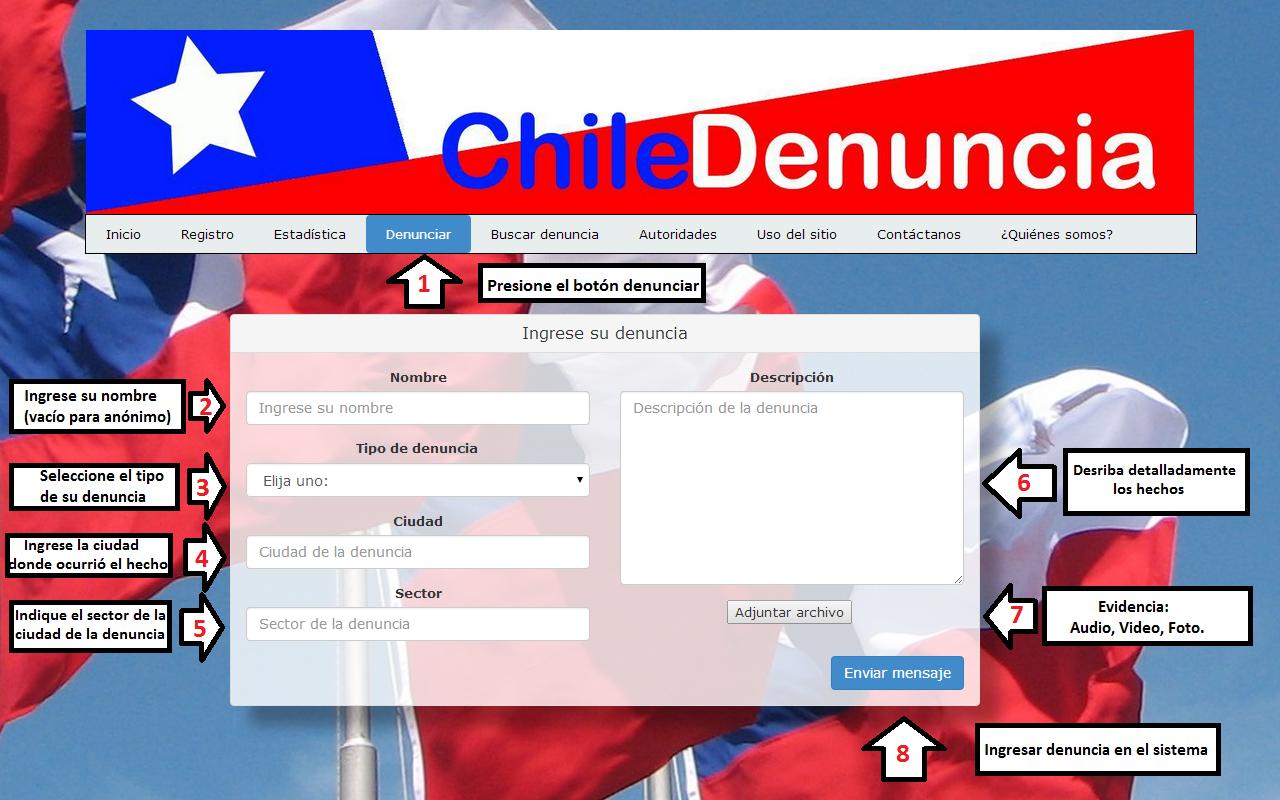 ChileDenuncia
Inicio Registro Estadística Denunciar Buscar denuncia Autoridades Uso del sitio Contáctanos ¿Quiénes somos?
1
Presione el botón denunciar
Ingrese su denuncia
Ingrese su nombre
(vacío para anónimo)
2
Nombre
Ingrese su nombre
Seleccione el tipo
de su denuncia
3
Tipo de denuncia
Elija uno:
Ingrese la ciudad
donde ocurrió el hecho
4
Ciudad
Ciudad de la denuncia
Indique el sector de la
ciudad de la denuncia
5
Sector
Sector de la denuncia
Descripción
Descripción de la denuncia
6
Desriba detalladamente
los hechos
Adjuntar archivo
7
Evidencia:
Audio, Video, Foto.
Enviar mensaje
8
Ingresar denuncia en el sistema